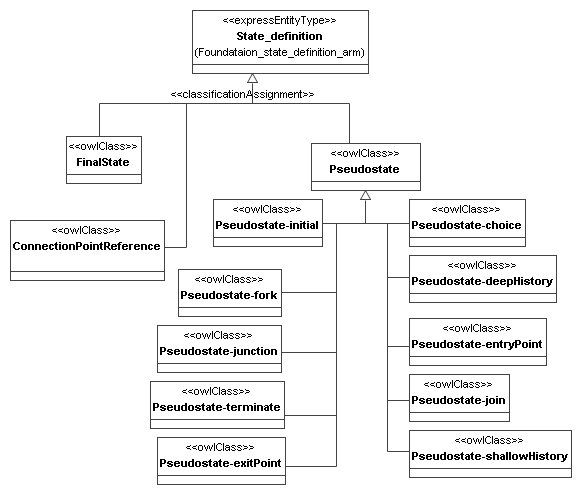 <<expressEntityType>>
State_definition
(Foundataion_state_definition_arm)
<<classificationAssignment>>
<<owlClass>>
FinalState
<<owlClass>>
Pseudostate
<<owlClass>>
Pseudostate-initial
<<owlClass>>
Pseudostate-choice
<<owlClass>>
ConnectionPointReference
<<owlClass>>
Pseudostate-deepHistory
<<owlClass>>
Pseudostate-fork
<<owlClass>>
Pseudostate-entryPoint
<<owlClass>>
Pseudostate-junction
<<owlClass>>
Pseudostate-join
<<owlClass>>
Pseudostate-terminate
<<owlClass>>
Pseudostate-shallowHistory
<<owlClass>>
Pseudostate-exitPoint